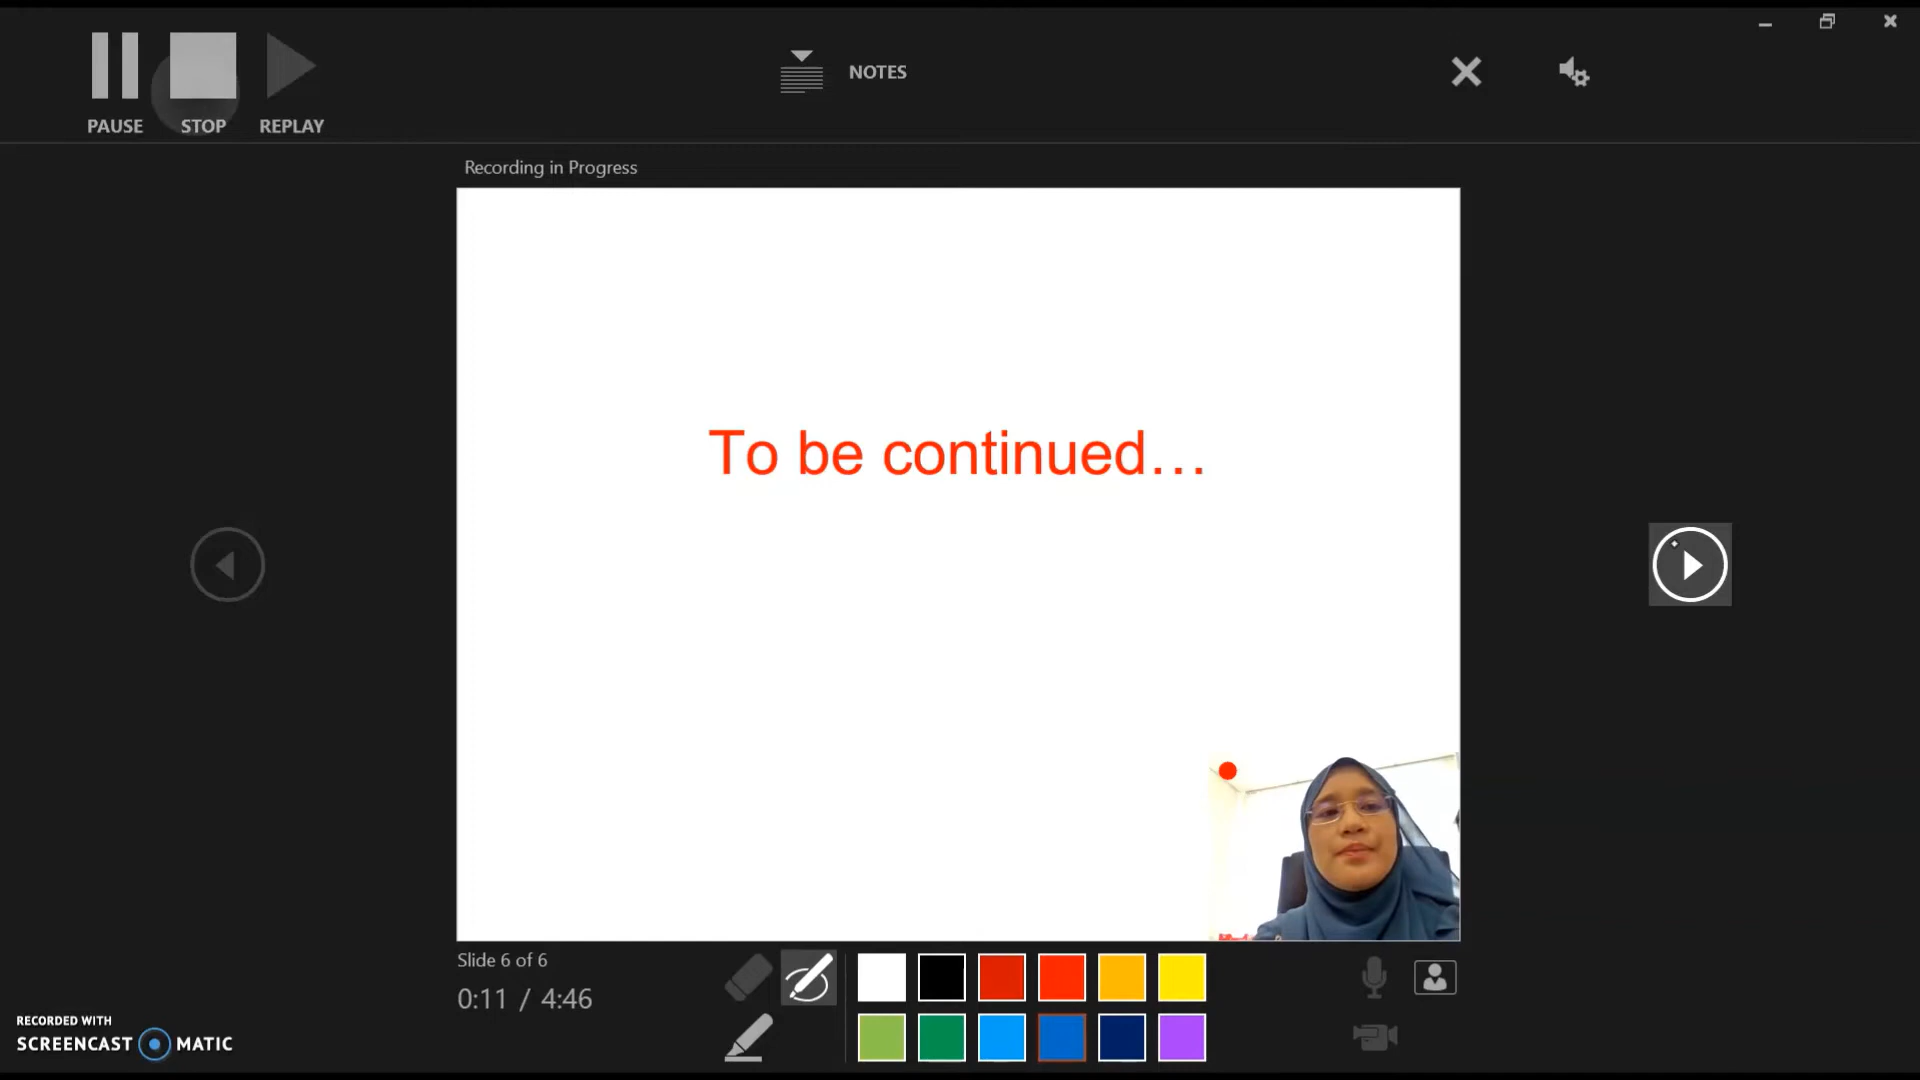 PAUSE STOP REPLAY
NOTES
Recording in Progress
To be continued...
Slide 6 of 6
0:11 / 4:46
RECORDED WITH
SCREENCAST MATIC